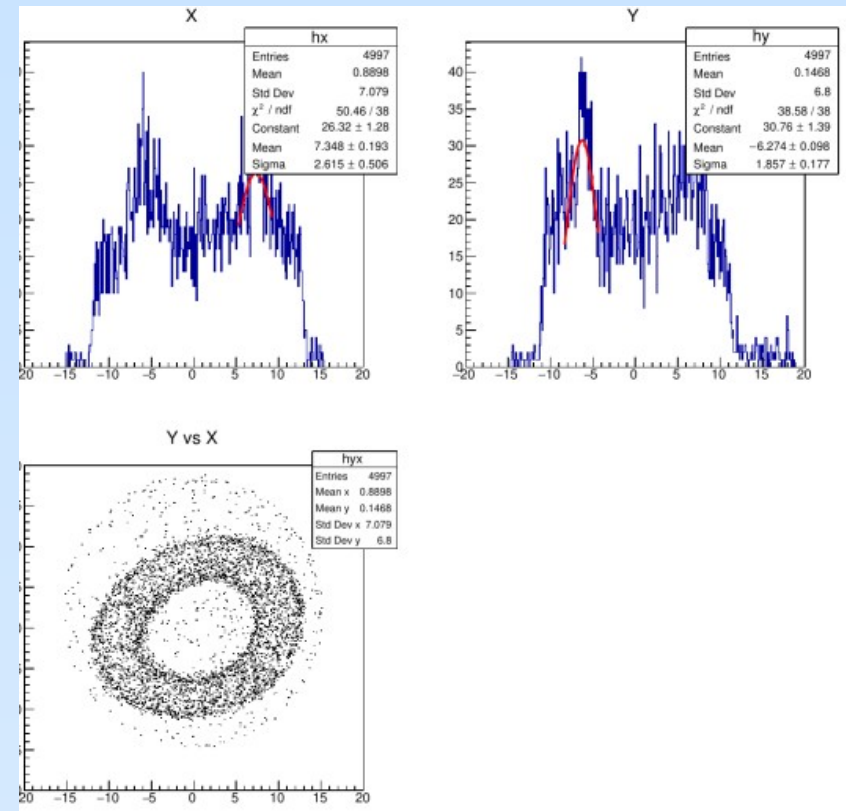 X
hx
Entries 4997
Mean 0.8898
Std Dev 7.079
χ² / ndf 50.46 / 38
Constant 26.32 ± 1.28
Mean 7.348 ± 0.193
Sigma 2.615 ± 0.506
20 −15 −10 −5 0 5 10 15 20
Y
hy
Entries 4997
Mean 0.1468
Std Dev 6.8
χ² / ndf 38.58 / 38
Constant 30.76 ± 1.39
Mean −6.274 ± 0.098
Sigma 1.857 ± 0.177
40
35
30
25
20
15
10
5
0
−20 −15 −10 −5 0 5 10 15 20
Y vs X
hyx
Entries 4997
Mean x 0.8898
Mean y 0.1468
Std Dev x 7.079
Std Dev y 6.8
20 −15 −10 −5 0 5 10 15 20